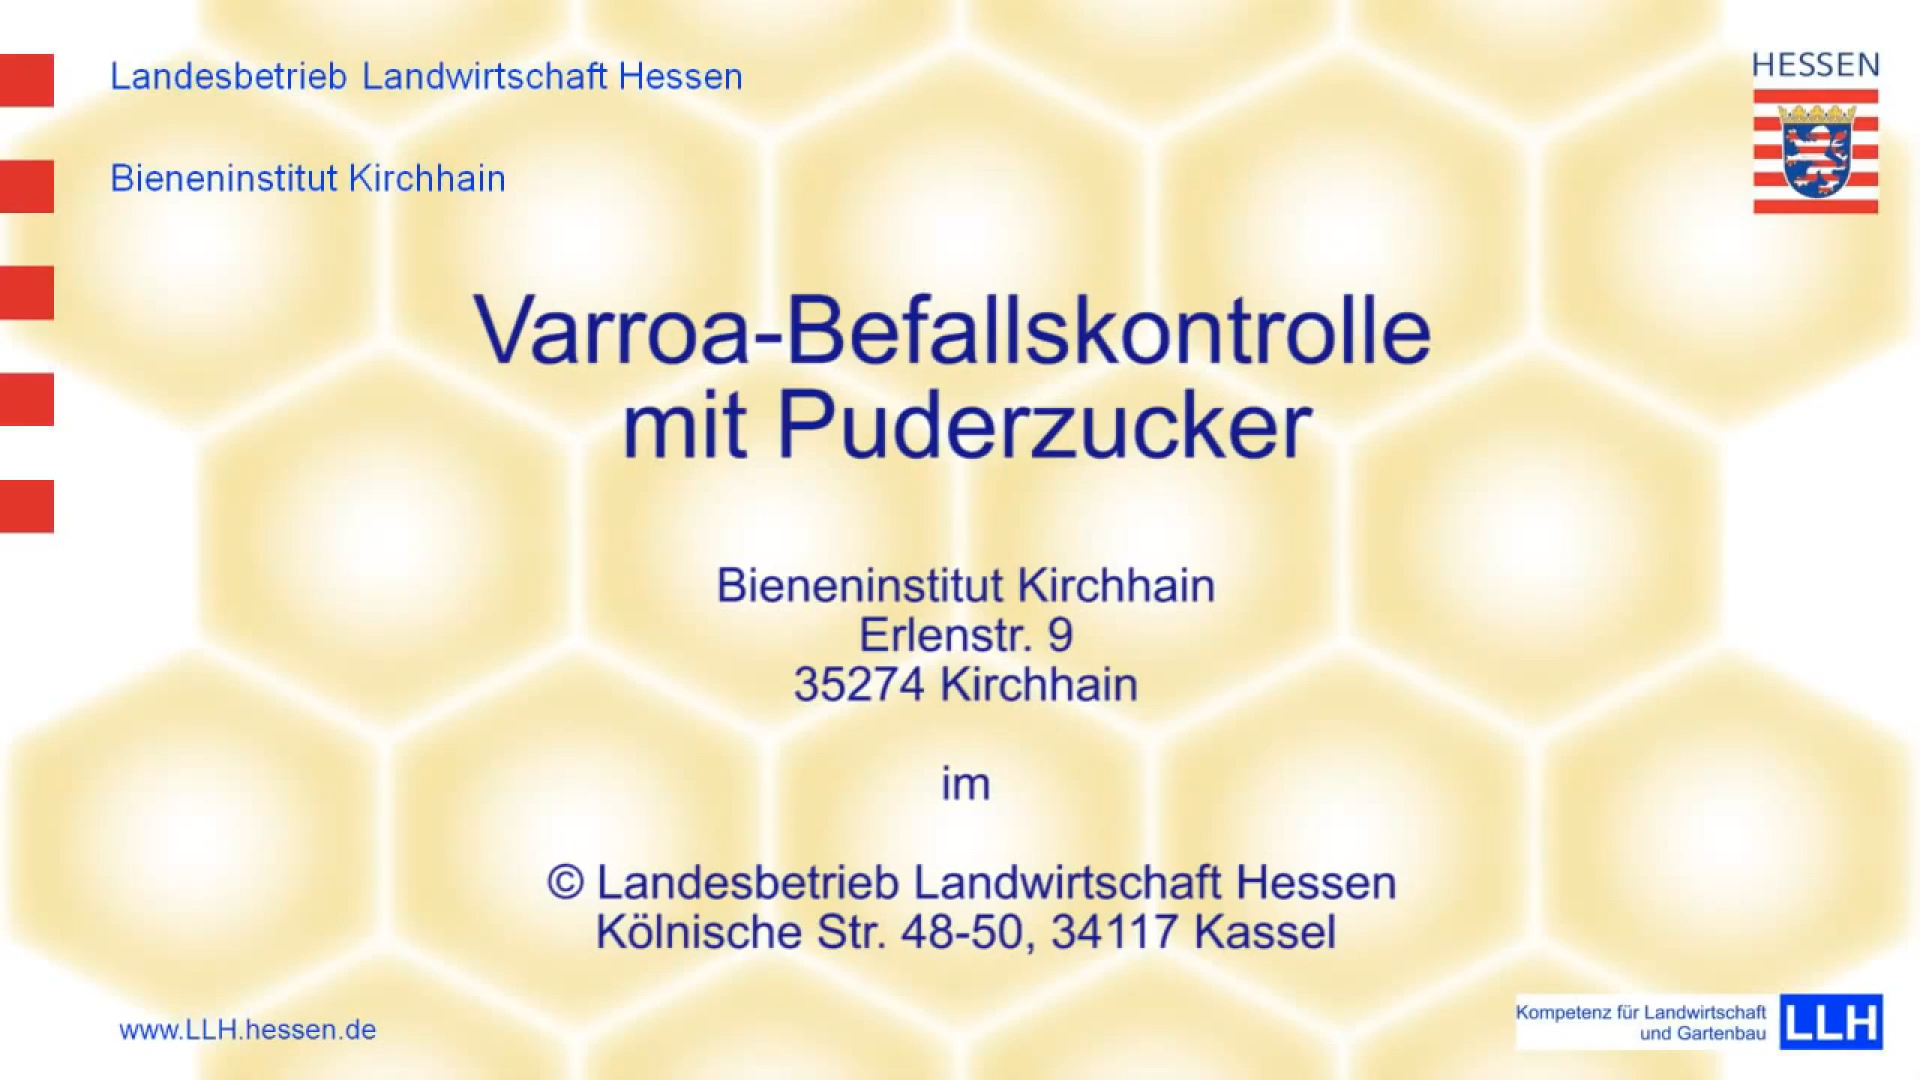 Landesbetrieb Landwirtschaft Hessen
HESSEN
Bieneninstitut Kirchhain
Varroa-Befallskontrolle
mit Puderzucker
Bieneninstitut Kirchhain
Erlenstr. 9
35274 Kirchhain
im
© Landesbetrieb Landwirtschaft Hessen
Kölnische Str. 48-50, 34117 Kassel
www.LLH.hessen.de
Kompetenz für Landwirtschaft
und Gartenbau
LLH